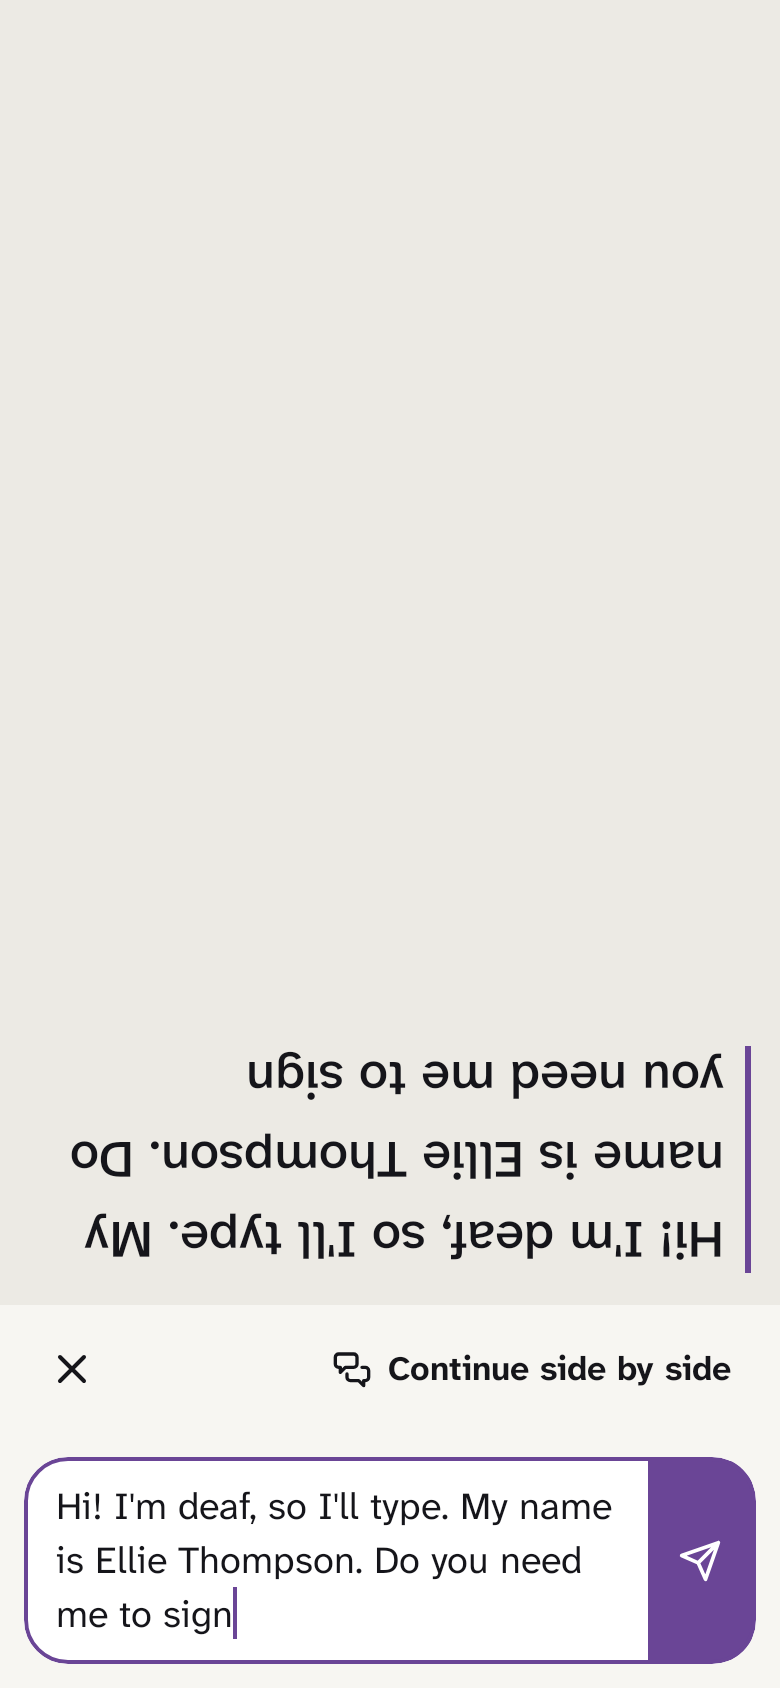 Hi! I'm deaf, so I'll type. My
name is Ellie Thompson. Do
you need me to sign
Continue side by side
Hi! I'm deaf, so I'll type. My name
is Ellie Thompson. Do you need
me to sign